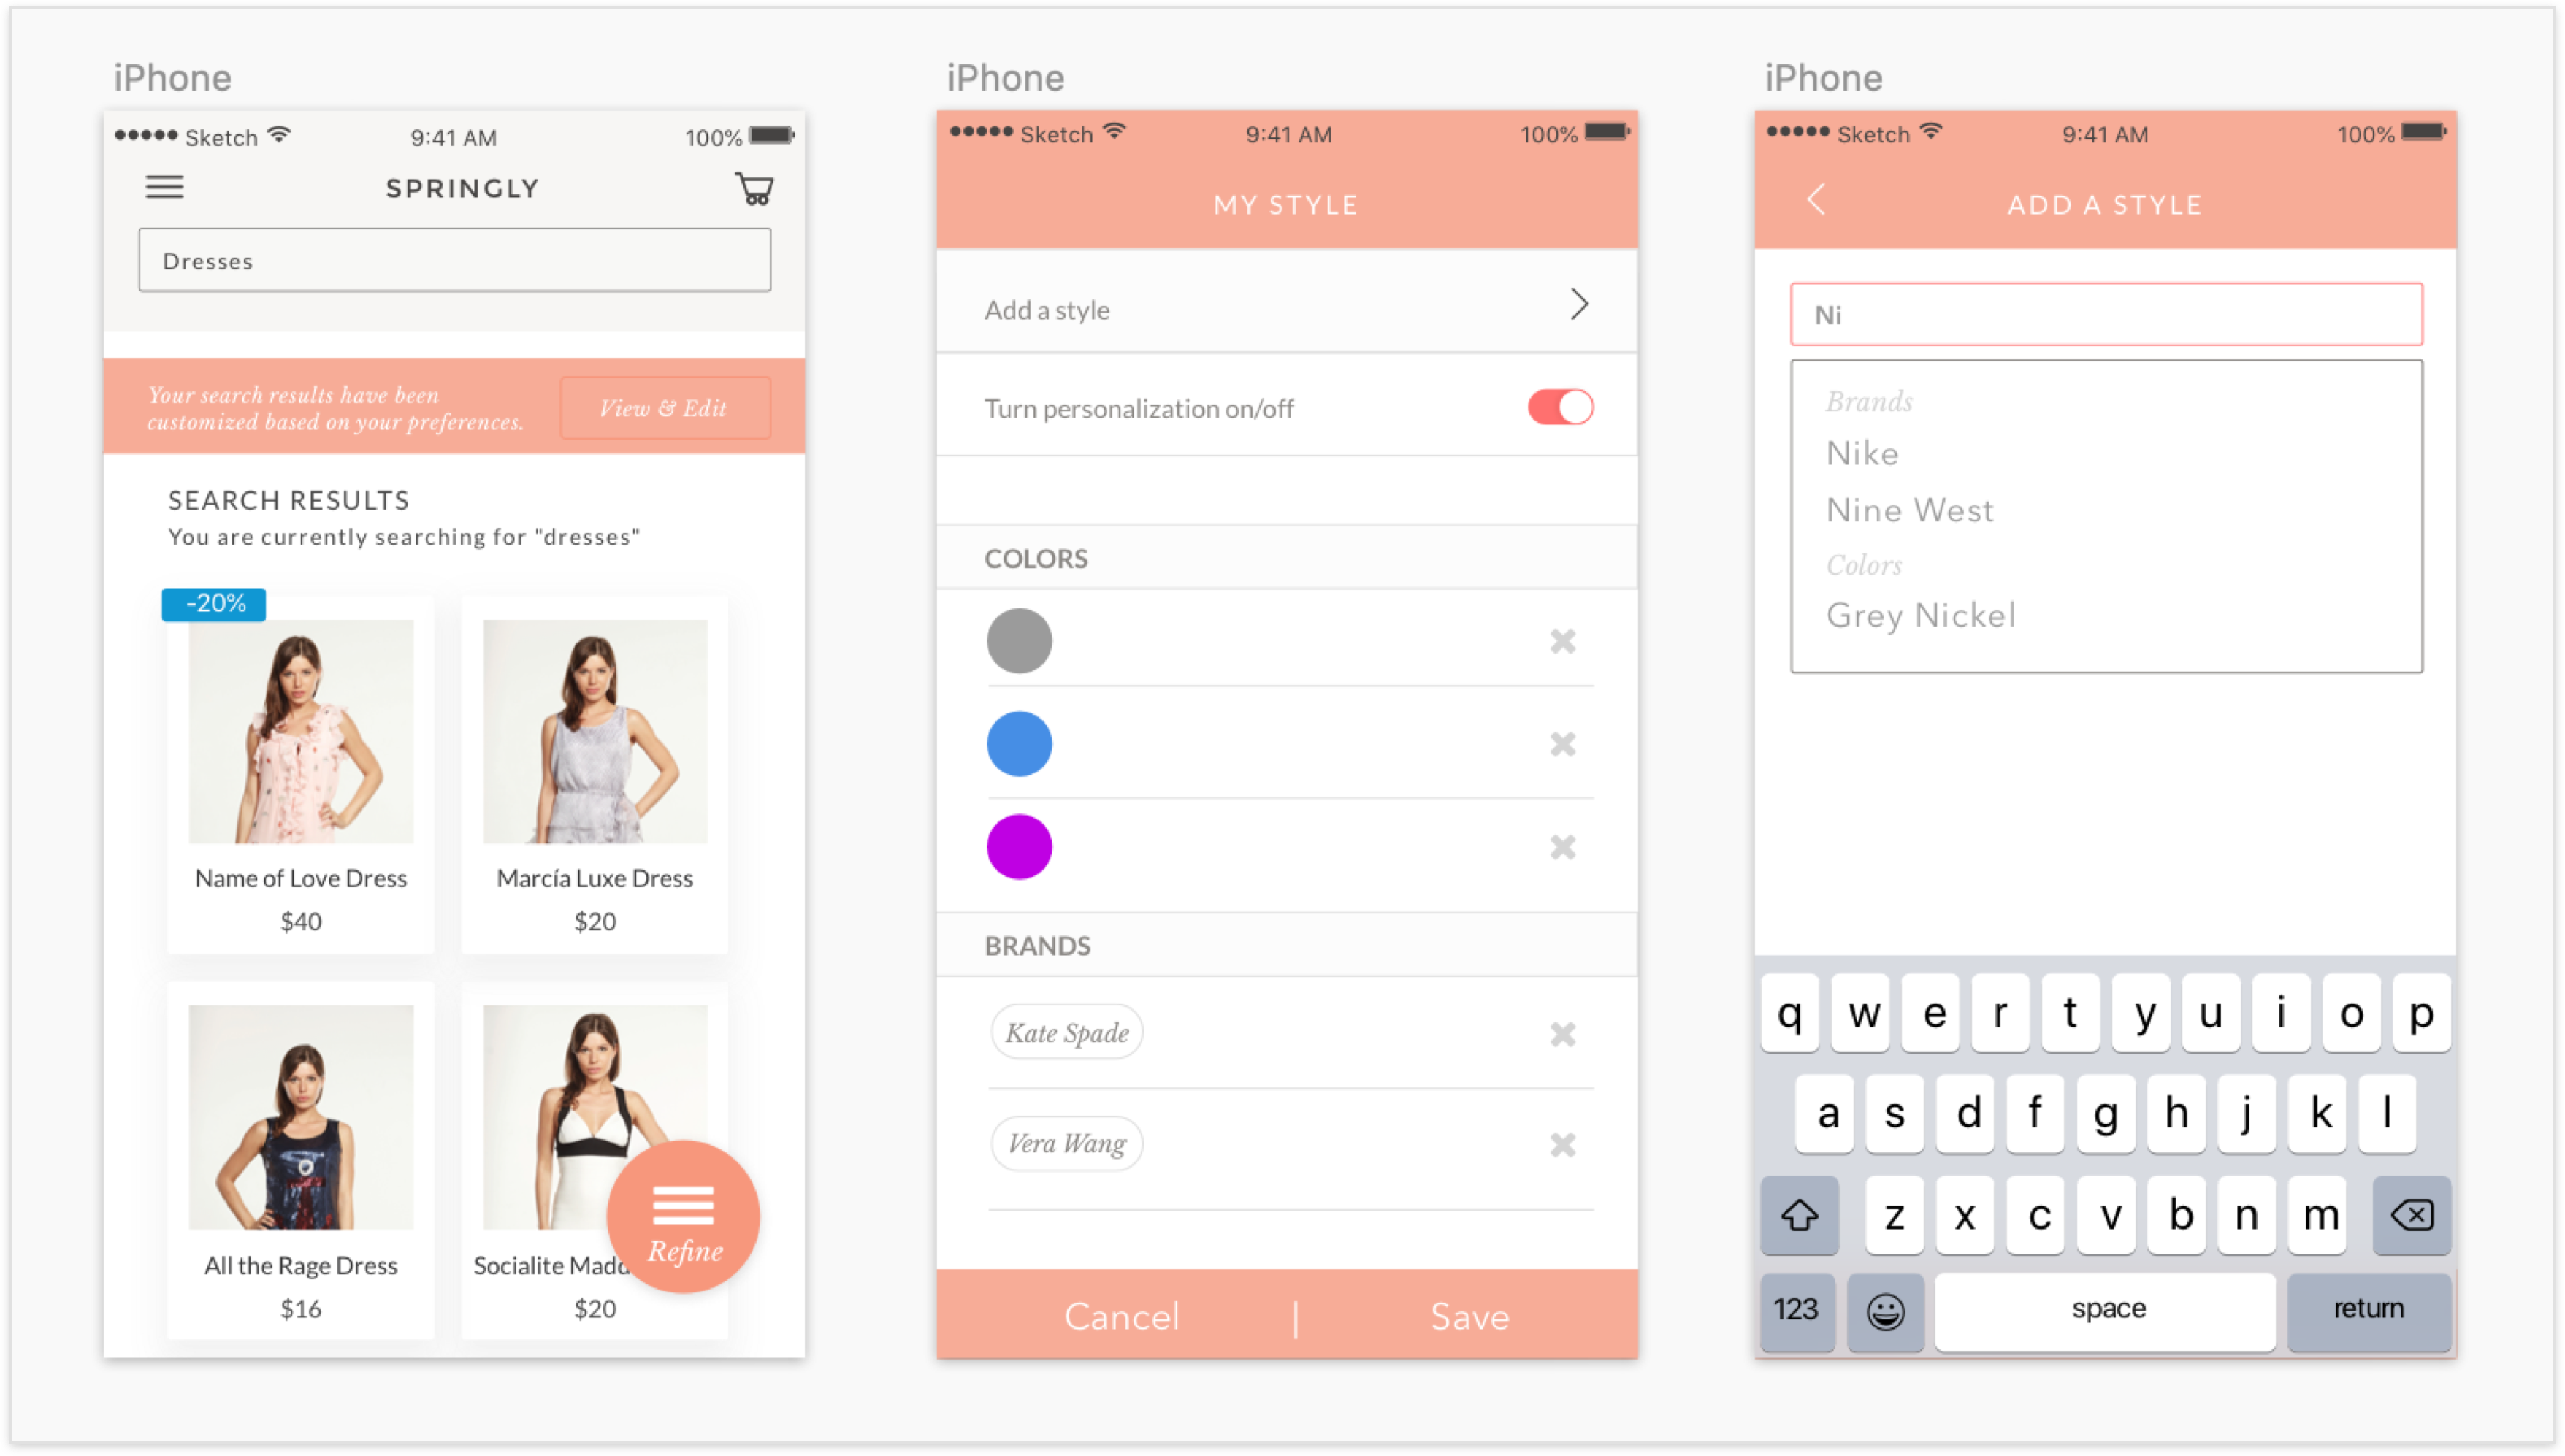 iPhone
Sketch 9:41 AM 100%
SPRINGLY
Dresses
Your search results have been
customized based on your preferences.
View & Edit
SEARCH RESULTS
You are currently searching for "dresses"
-20%
Name of Love Dress
$40
Marcía Luxe Dress
$20
All the Rage Dress
$16
Socialite Madd
$20
Refine
iPhone
Sketch 9:41 AM 100%
MY STYLE
Add a style
Turn personalization on/off
COLORS
BRANDS
Kate Spade
Vera Wang
Cancel | Save
iPhone
Sketch 9:41 AM 100%
ADD A STYLE
Ni
Brands
Nike
Nine West
Colors
Grey Nickel
q w e r t y u i o p
a s d f g h j k l
z x c v b n m
123 space return